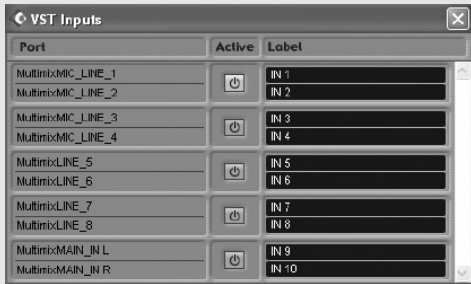 VST Inputs
Port Active Label
MultimixMIC_LINE_1 IN 1
MultimixMIC_LINE_2 IN 2
MultimixMIC_LINE_3 IN 3
MultimixMIC_LINE_4 IN 4
MultimixLINE_5 IN 5
MultimixLINE_6 IN 6
MultimixLINE_7 IN 7
MultimixLINE_8 IN 8
MultimixMAIN_IN L IN 9
MultimixMAIN_IN R IN 10